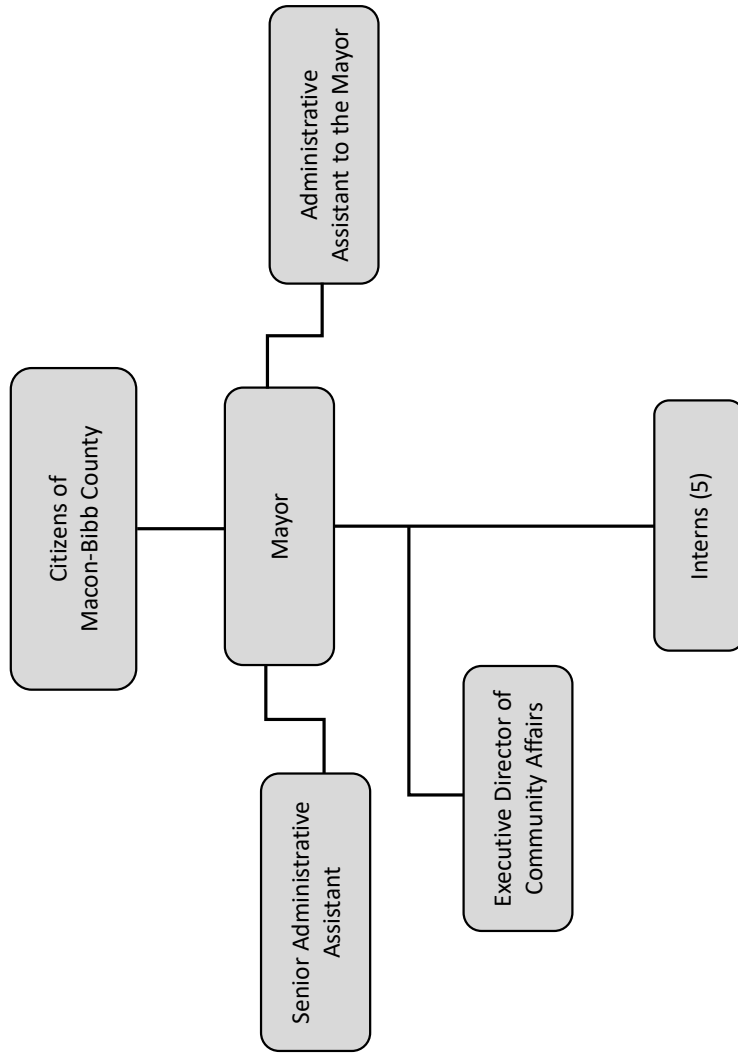 Citizens of
Macon-Bibb County
Mayor
Senior Administrative
Assistant
Administrative
Assistant to the Mayor
Executive Director of
Community Affairs
Interns (5)